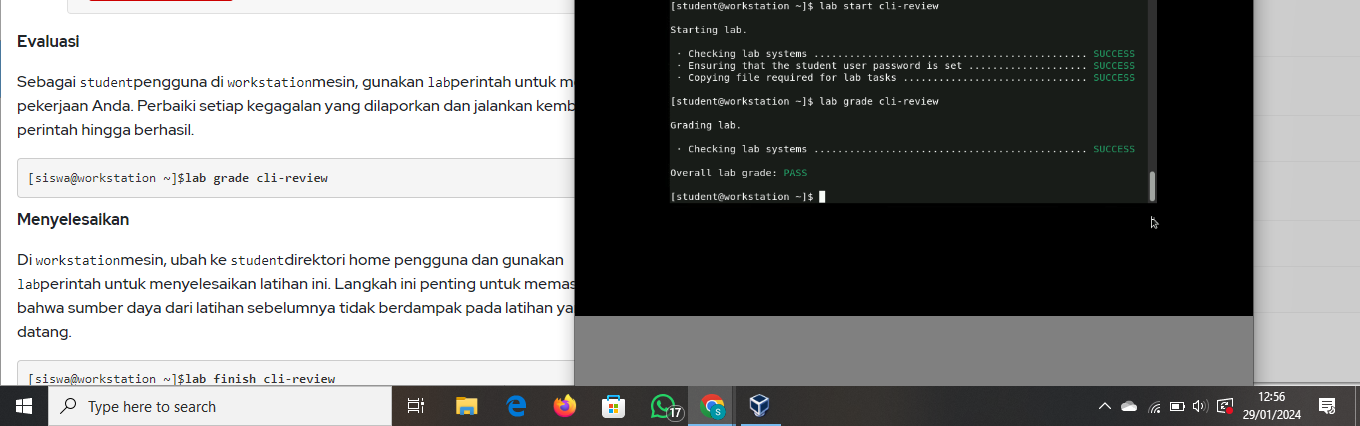 Evaluasi
Sebagai studentpengguna di workstationmesin, gunakan labperintah untuk m
pekerjaan Anda. Perbaiki setiap kegagalan yang dilaporkan dan jalankan kemb
perintah hingga berhasil.
[siswa@workstation ~]$lab grade cli-review
Menyelesaikan
Di workstationmesin, ubah ke studentdirektori home pengguna dan gunakan
labperintah untuk menyelesaikan latihan ini. Langkah ini penting untuk memas
bahwa sumber daya dari latihan sebelumnya tidak berdampak pada latihan ya
datang.
[siswa@workstation ~]$lab finish cli-review
[student@workstation ~]$ lab start cli-review
Starting lab.
· Checking lab systems .............................................. SUCCESS
· Ensuring that the student user password is set .................... SUCCESS
· Copying file required for lab tasks ............................... SUCCESS
[student@workstation ~]$ lab grade cli-review
Grading lab.
· Checking lab systems .............................................. SUCCESS
Overall lab grade: PASS
[student@workstation ~]$
Type here to search
17
S
12:56
29/01/2024